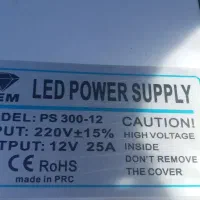 LED POWER SUPPLY
EM
DEL: PS 300-12
PUT: 220V±15%
TPUT: 12V 25A
CE RoHS
made in PRC
CAUTION!
HIGH VOLTAGE
INSIDE
DON'T REMOVE
THE COVER